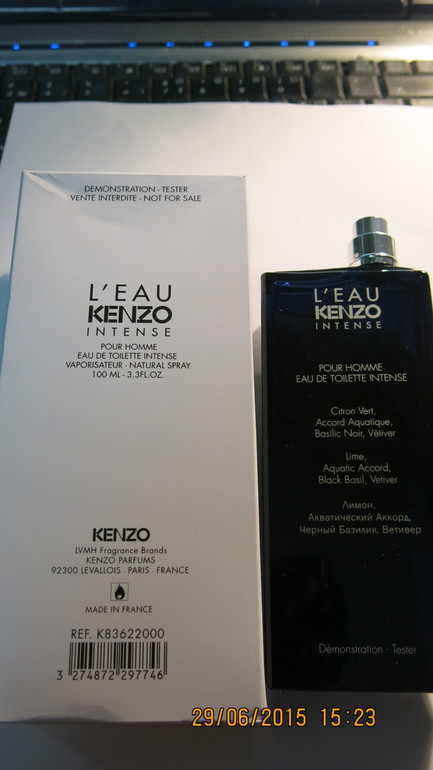 DEMONSTRATION - TESTER
VENTE INTERDITE - NOT FOR SALE
L'EAU
KENZO
INTENSE
POUR HOMME
EAU DE TOILETTE INTENSE
VAPORISATEUR - NATURAL SPRAY
100 ML - 3.3FL.OZ.
KENZO
LVMH Fragrance Brands
KENZO PARFUMS
92300 LEVALLOIS . PARIS . FRANCE
MADE IN FRANCE
REF. K83622000
3 274872 297746
L'EAU
KENZO
INTENSE
POUR HOMME
EAU DE TOILETTE INTENSE
Citron Vert,
Accord Aquatique,
Basilic Noir, Vétiver
Lime,
Aquatic Accord,
Black Basil, Vetiver
Лимон,
Акватический Аккорд,
Черный Базилик, Ветивер
Démonstration - Tester
29/06/2015 15:23